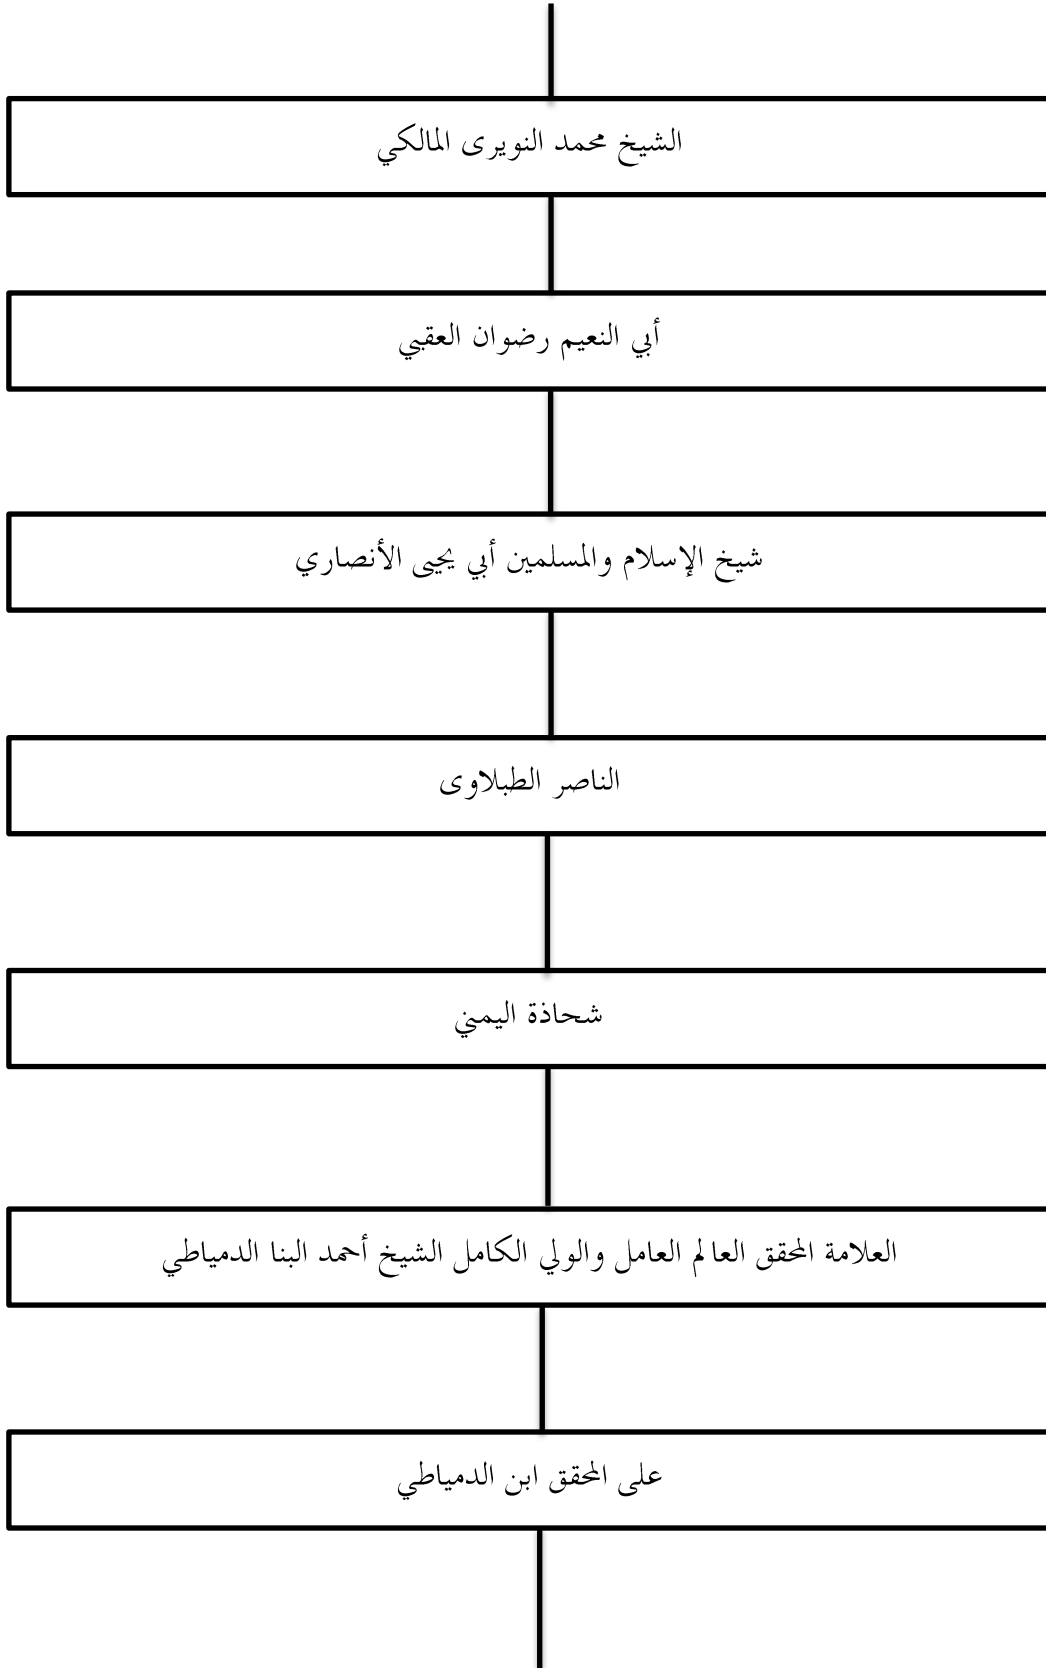 الشيخ محمد النويرى المالكي
أبي النعيم رضوان العقبي
شيخ الإسلام والمسلمين أبي يحيى الأنصاري
الناصر الطبلاوى
شحاذة اليمني
العلامة المحقق العالم العامل والولي الكامل الشيخ أحمد البنا الدمياطي
على المحقق ابن الدمياطي